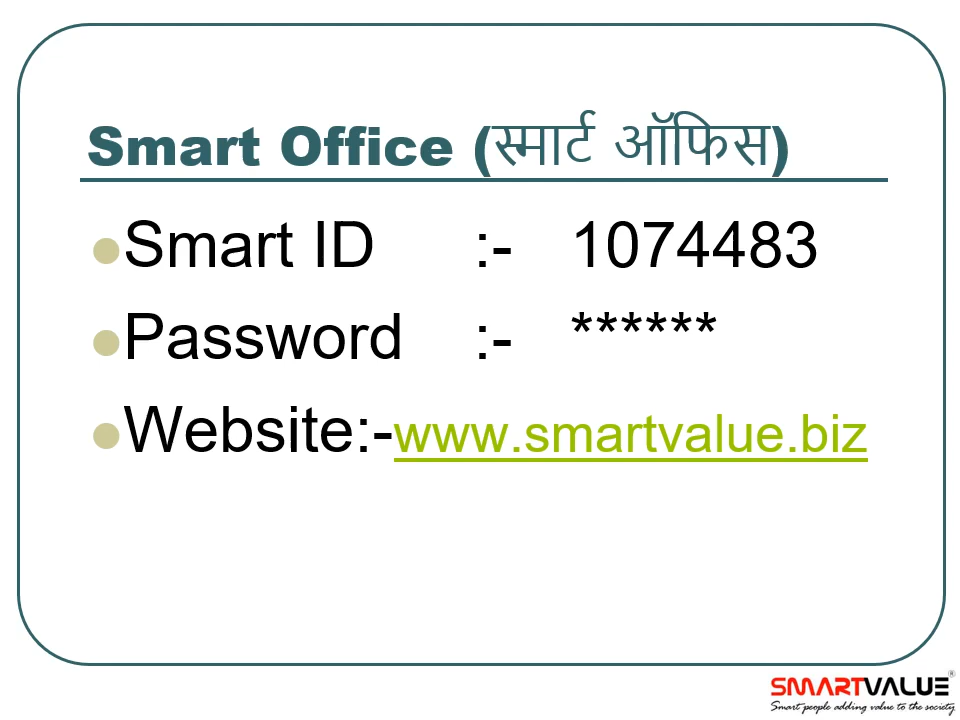 Smart Office (स्मार्ट ऑफिस)
Smart ID :- 1074483
Password :- ******
Website:-www.smartvalue.biz
SMARTVALUE®
Smart people adding value to the society